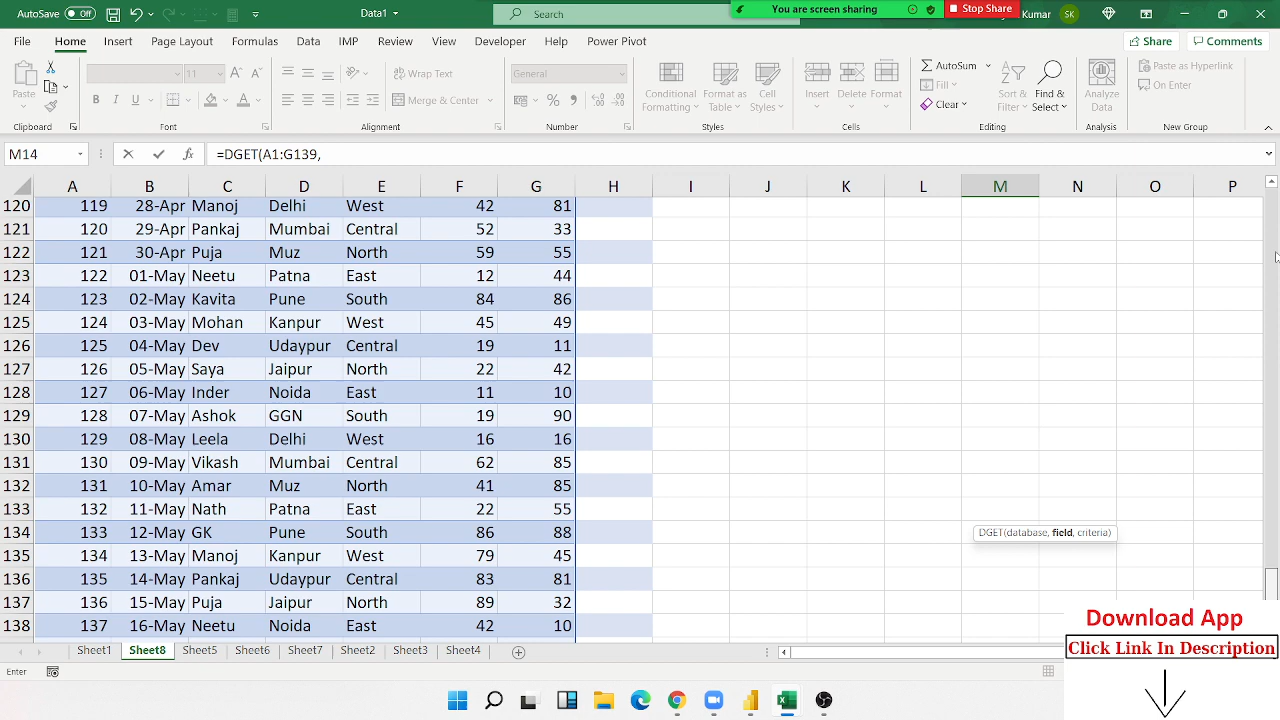 AutoSave Off Data1 Search You are screen sharing Stop Share Kumar SK
File Home Insert Page Layout Formulas Data IMP Review View Developer Help Power Pivot Share Comments
Paste 11 A A Wrap Text General Conditional Formatting Format as Table Cell Styles Insert Delete Format AutoSum Fill Clear Sort & Filter Find & Select Analyze Data Paste as Hyperlink On Enter
B I U A Merge & Center % 9
Clipboard Font Alignment Number Styles Cells Editing Analysis New Group
M14 fx =DGET(A1:G139,
A B C D E F G H I J K L M N O P
120 119 28-Apr Manoj Delhi West 42 81
121 120 29-Apr Pankaj Mumbai Central 52 33
122 121 30-Apr Puja Muz North 59 55
123 122 01-May Neetu Patna East 12 44
124 123 02-May Kavita Pune South 84 86
125 124 03-May Mohan Kanpur West 45 49
126 125 04-May Dev Udaypur Central 19 11
127 126 05-May Saya Jaipur North 22 42
128 127 06-May Inder Noida East 11 10
129 128 07-May Ashok GGN South 19 90
130 129 08-May Leela Delhi West 16 16
131 130 09-May Vikash Mumbai Central 62 85
132 131 10-May Amar Muz North 41 85
133 132 11-May Nath Patna East 22 55
134 133 12-May GK Pune South 86 88
DGET(database, field, criteria)
135 134 13-May Manoj Kanpur West 79 45
136 135 14-May Pankaj Udaypur Central 83 81
137 136 15-May Puja Jaipur North 89 32
138 137 16-May Neetu Noida East 42 10
Download App
Click Link In Description
Sheet1 Sheet8 Sheet5 Sheet6 Sheet7 Sheet2 Sheet3 Sheet4
Enter